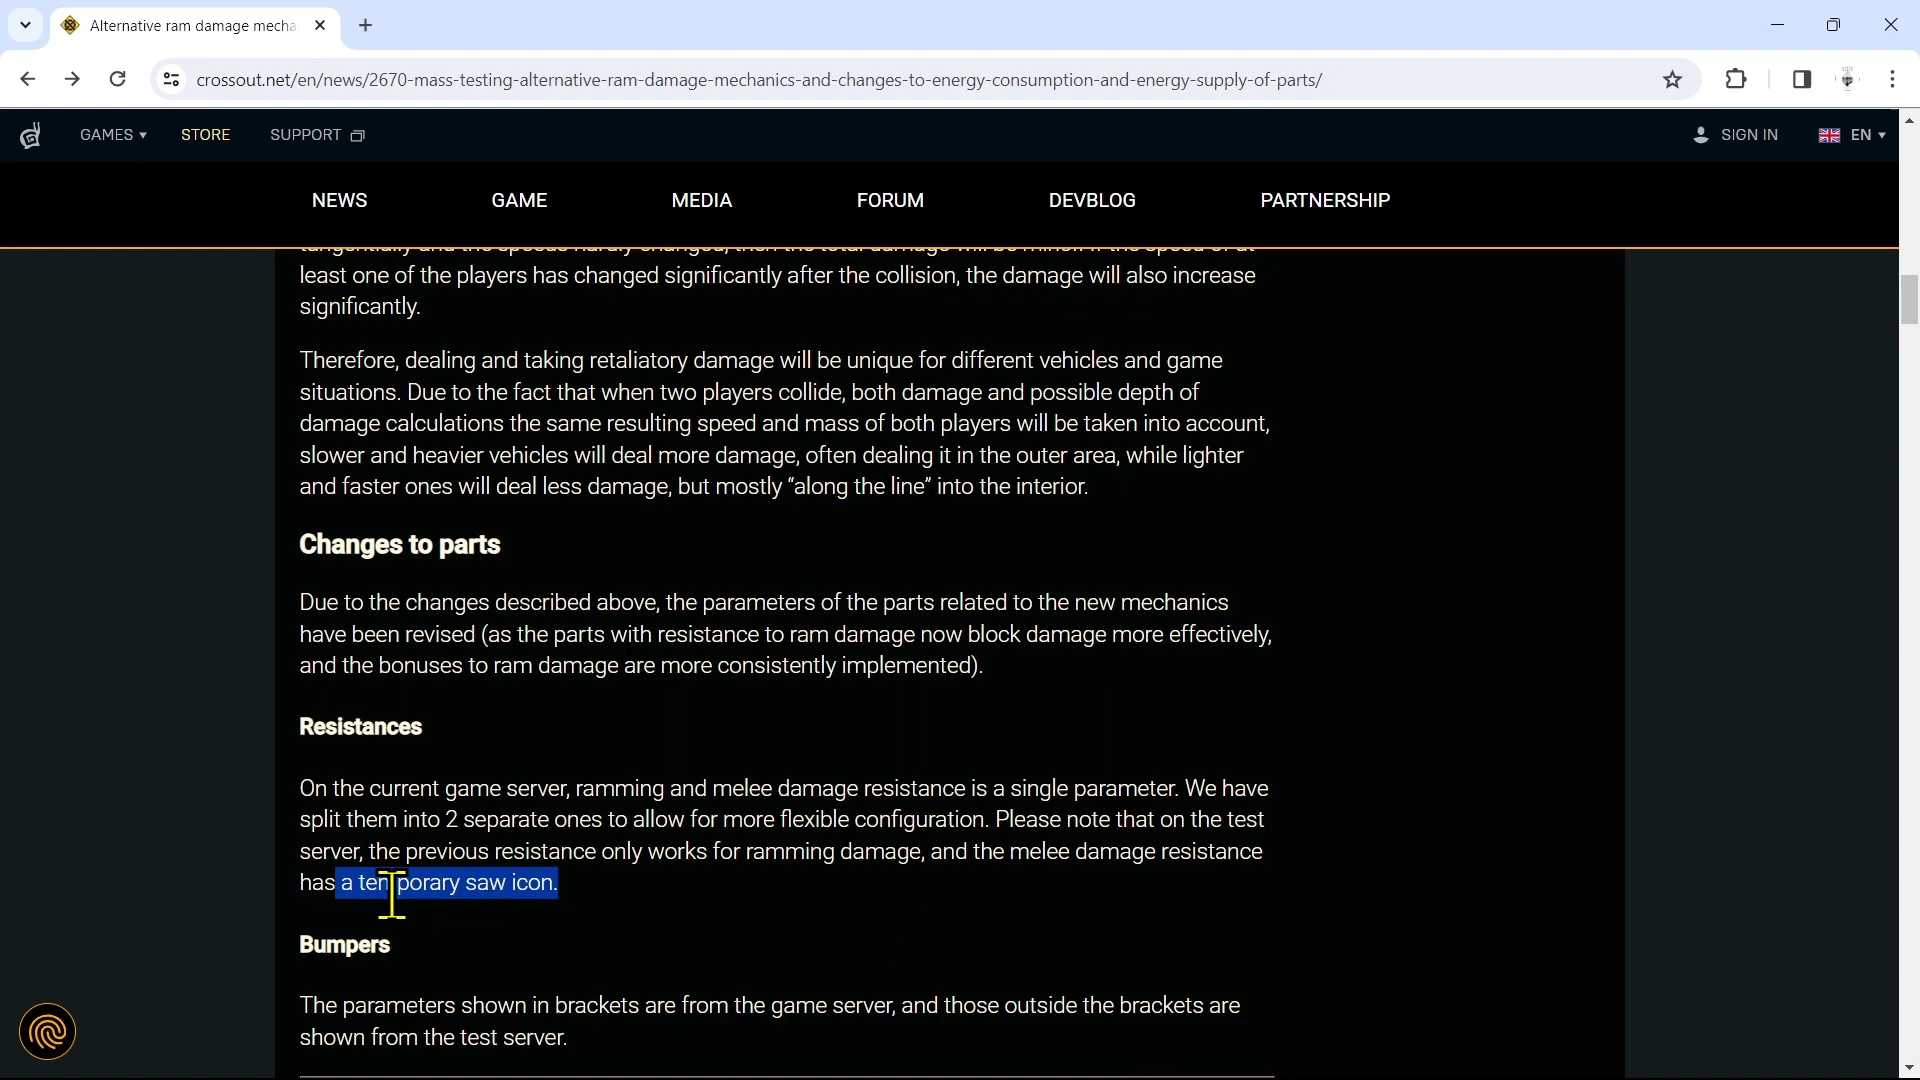 Alternative ram damage mecha
crossout.net/en/news/2670-mass-testing-alternative-ram-damage-mechanics-and-changes-to-energy-consumption-and-energy-supply-of-parts/
GAMES STORE SUPPORT SIGN IN EN
NEWS GAME MEDIA FORUM DEVBLOG PARTNERSHIP
least one of the players has changed significantly after the collision, the damage will also increase
significantly.
Therefore, dealing and taking retaliatory damage will be unique for different vehicles and game
situations. Due to the fact that when two players collide, both damage and possible depth of
damage calculations the same resulting speed and mass of both players will be taken into account,
slower and heavier vehicles will deal more damage, often dealing it in the outer area, while lighter
and faster ones will deal less damage, but mostly “along the line” into the interior.
Changes to parts
Due to the changes described above, the parameters of the parts related to the new mechanics
have been revised (as the parts with resistance to ram damage now block damage more effectively,
and the bonuses to ram damage are more consistently implemented).
Resistances
On the current game server, ramming and melee damage resistance is a single parameter. We have
split them into 2 separate ones to allow for more flexible configuration. Please note that on the test
server, the previous resistance only works for ramming damage, and the melee damage resistance
has a temporary saw icon.
Bumpers
The parameters shown in brackets are from the game server, and those outside the brackets are
shown from the test server.